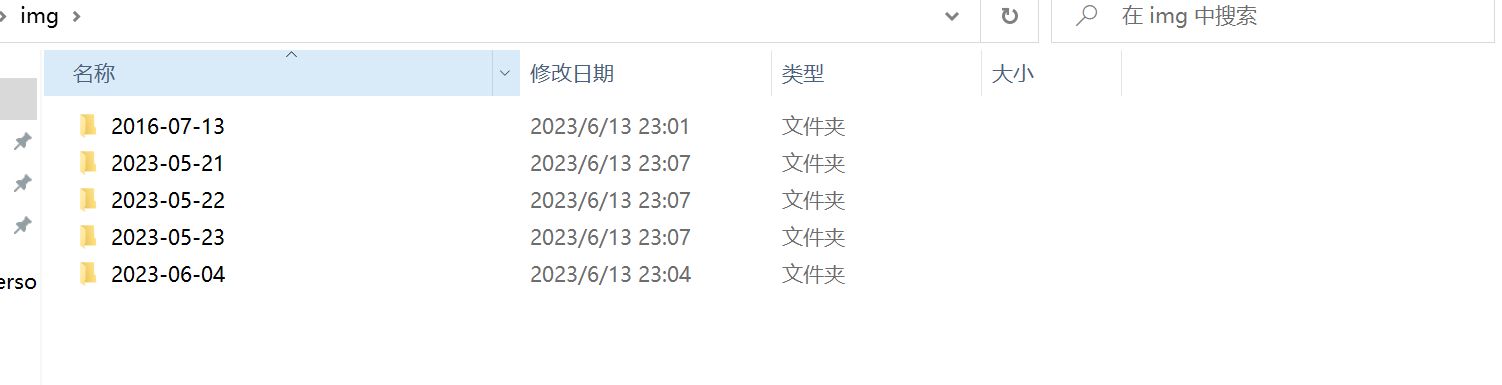 img
在 img 中搜索
名称 修改日期 类型 大小
2016-07-13 2023/6/13 23:01 文件夹
2023-05-21 2023/6/13 23:07 文件夹
2023-05-22 2023/6/13 23:07 文件夹
2023-05-23 2023/6/13 23:07 文件夹
2023-06-04 2023/6/13 23:04 文件夹
erso